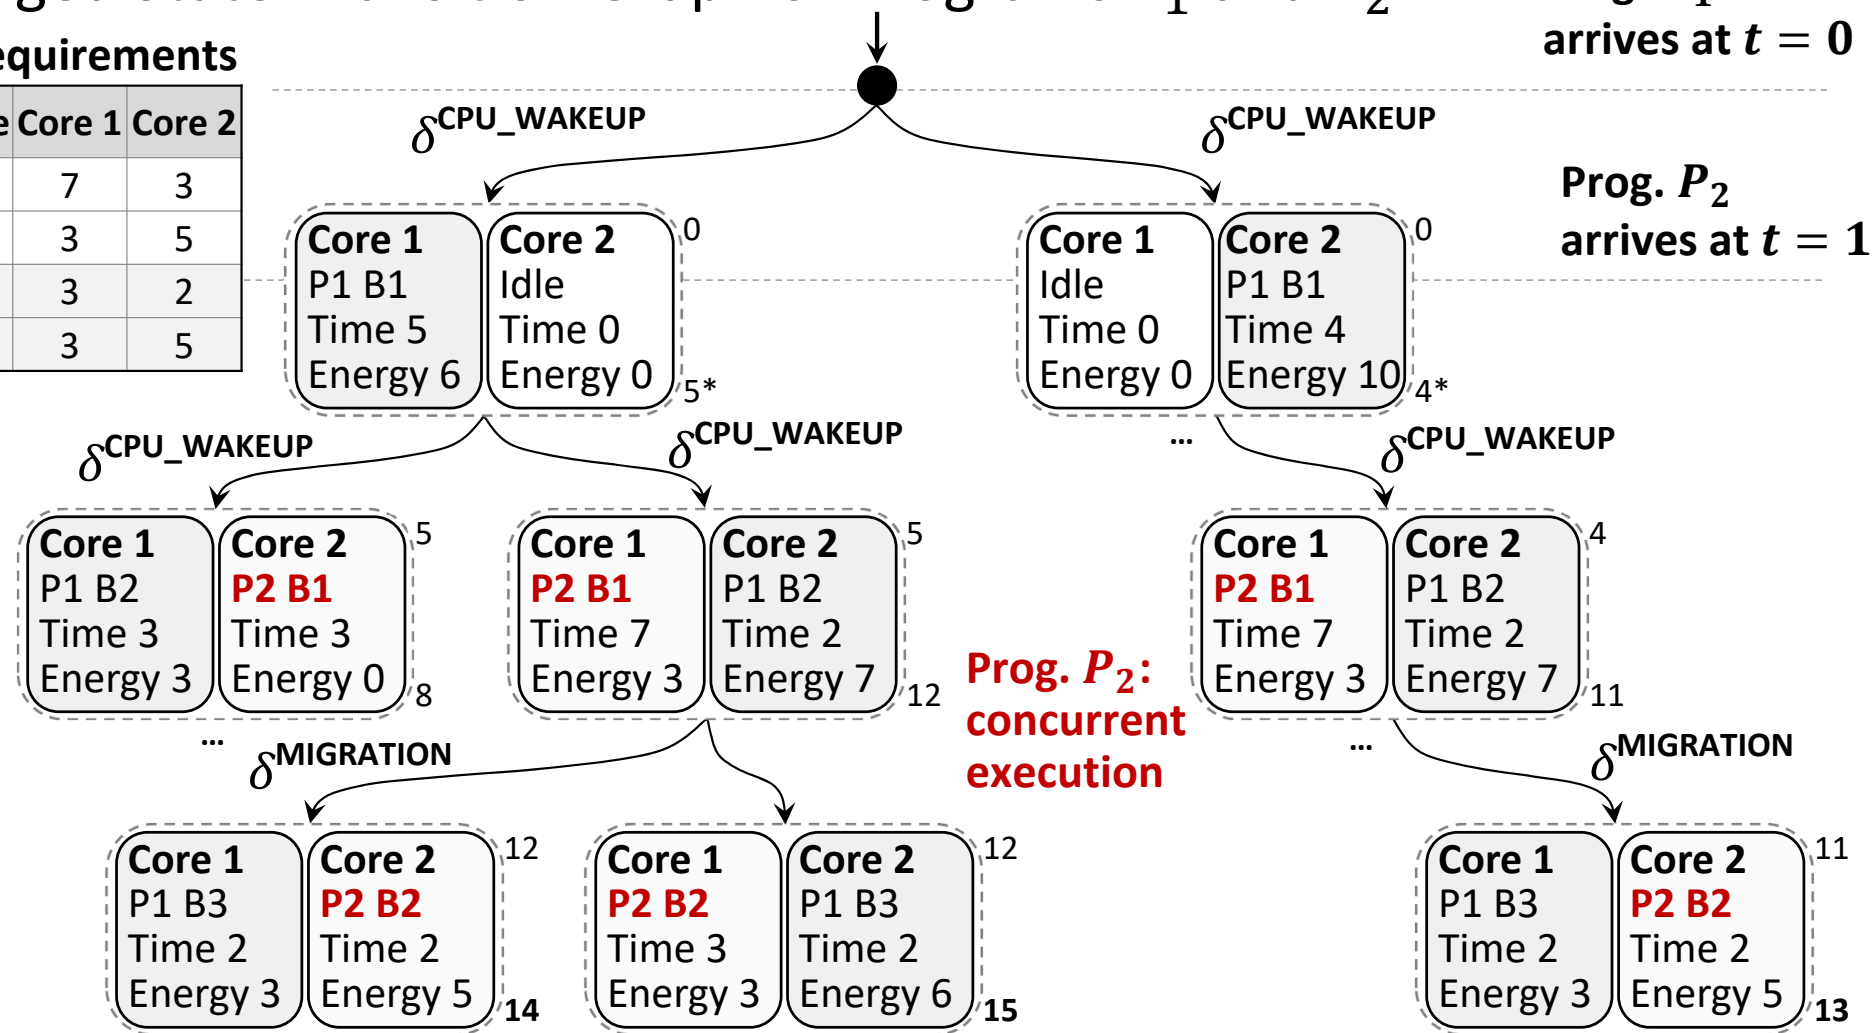 arrives at t = 0
equirements
Core 1 Core 2
7 3
3 5
3 2
3 5
δCPU_WAKEUP δCPU_WAKEUP
Prog. P2
arrives at t = 1
Core 1 Core 2 0
P1 B1 Idle
Time 5 Time 0
Energy 6 Energy 0 5*
Core 1 Core 2 0
Idle P1 B1
Time 0 Time 4
Energy 0 Energy 10 4*
δCPU_WAKEUP δCPU_WAKEUP ... δCPU_WAKEUP
Core 1 Core 2 5
P1 B2 P2 B1
Time 3 Time 3
Energy 3 Energy 0 8
...
Core 1 Core 2 5
P2 B1 P1 B2
Time 7 Time 2
Energy 3 Energy 7 12
Prog. P2:
concurrent
execution
Core 1 Core 2 4
P2 B1 P1 B2
Time 7 Time 2
Energy 3 Energy 7 11
...
δMIGRATION δMIGRATION
Core 1 Core 2 12
P1 B3 P2 B2
Time 2 Time 2
Energy 3 Energy 5 14
Core 1 Core 2 12
P2 B2 P1 B3
Time 3 Time 2
Energy 3 Energy 6 15
Core 1 Core 2 11
P1 B3 P2 B2
Time 2 Time 2
Energy 3 Energy 5 13